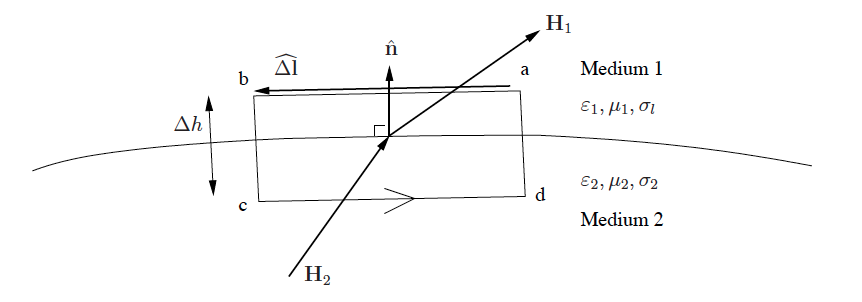 H₁
n̂
Δl̂
a
b
Medium 1
ε₁, μ₁, σₗ
Δh
ε₂, μ₂, σ₂
c
d
Medium 2
H₂